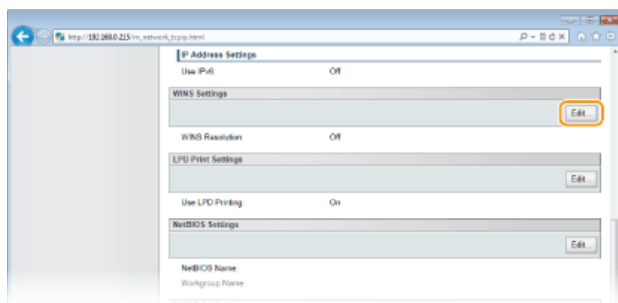 http://192.168.0.215/m_network_tcpip.html
IP Address Settings
Use IPv6: Off
WINS Settings
Edit...
WINS Resolution: Off
LPD Print Settings
Edit...
Use LPD Printing: On
NetBIOS Settings
Edit...
NetBIOS Name:
Workgroup Name: